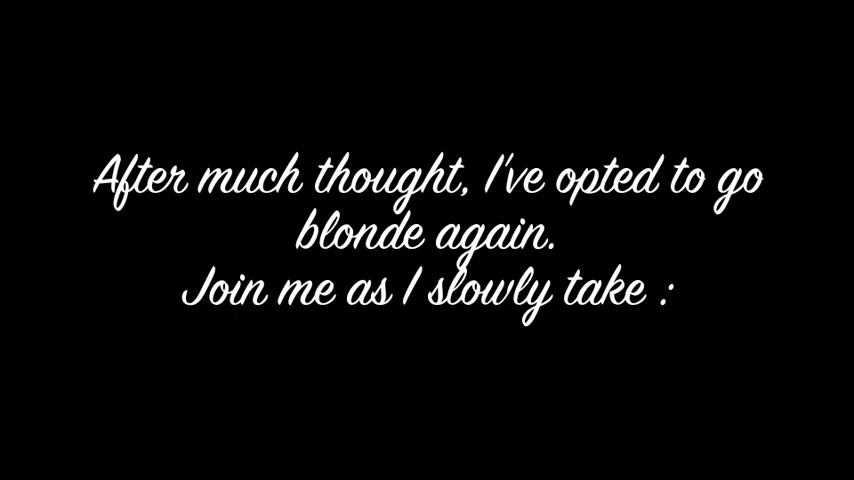 After much thought, I've opted to go
blonde again.
Join me as I slowly take :